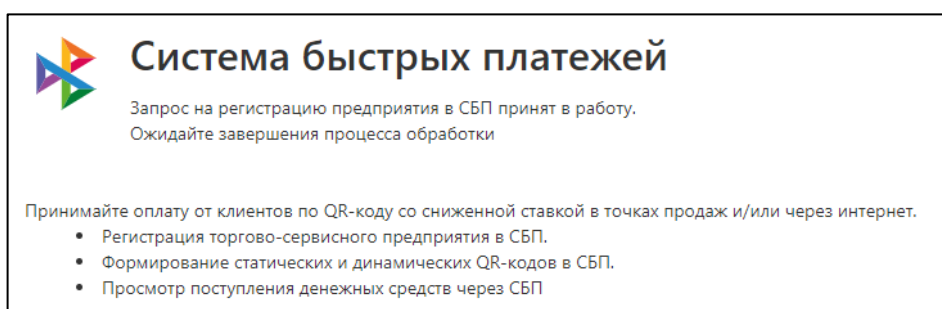 Система быстрых платежей
Запрос на регистрацию предприятия в СБП принят в работу.
Ожидайте завершения процесса обработки
Принимайте оплату от клиентов по QR-коду со сниженной ставкой в точках продаж и/или через интернет.
• Регистрация торгово-сервисного предприятия в СБП.
• Формирование статических и динамических QR-кодов в СБП.
• Просмотр поступления денежных средств через СБП